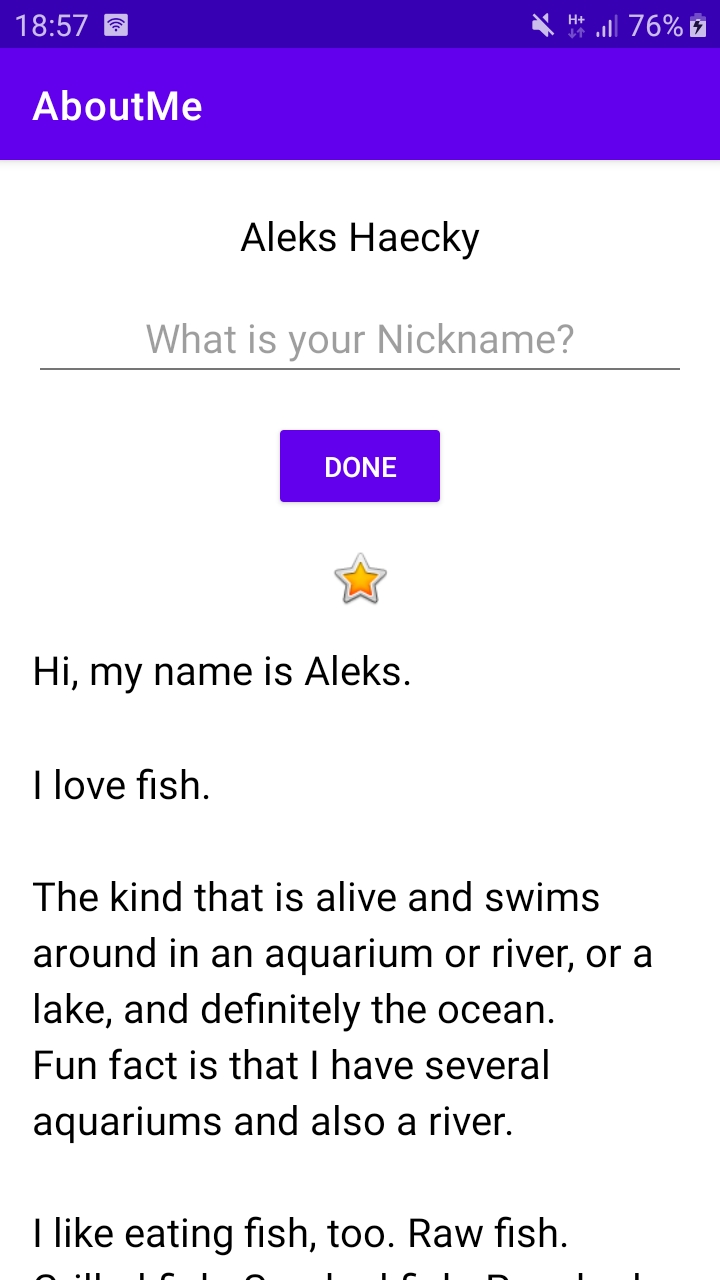 18:57 H+ 76%
AboutMe
Aleks Haecky
What is your Nickname?
DONE
Hi, my name is Aleks.
I love fish.
The kind that is alive and swims
around in an aquarium or river, or a
lake, and definitely the ocean.
Fun fact is that I have several
aquariums and also a river.
I like eating fish, too. Raw fish.